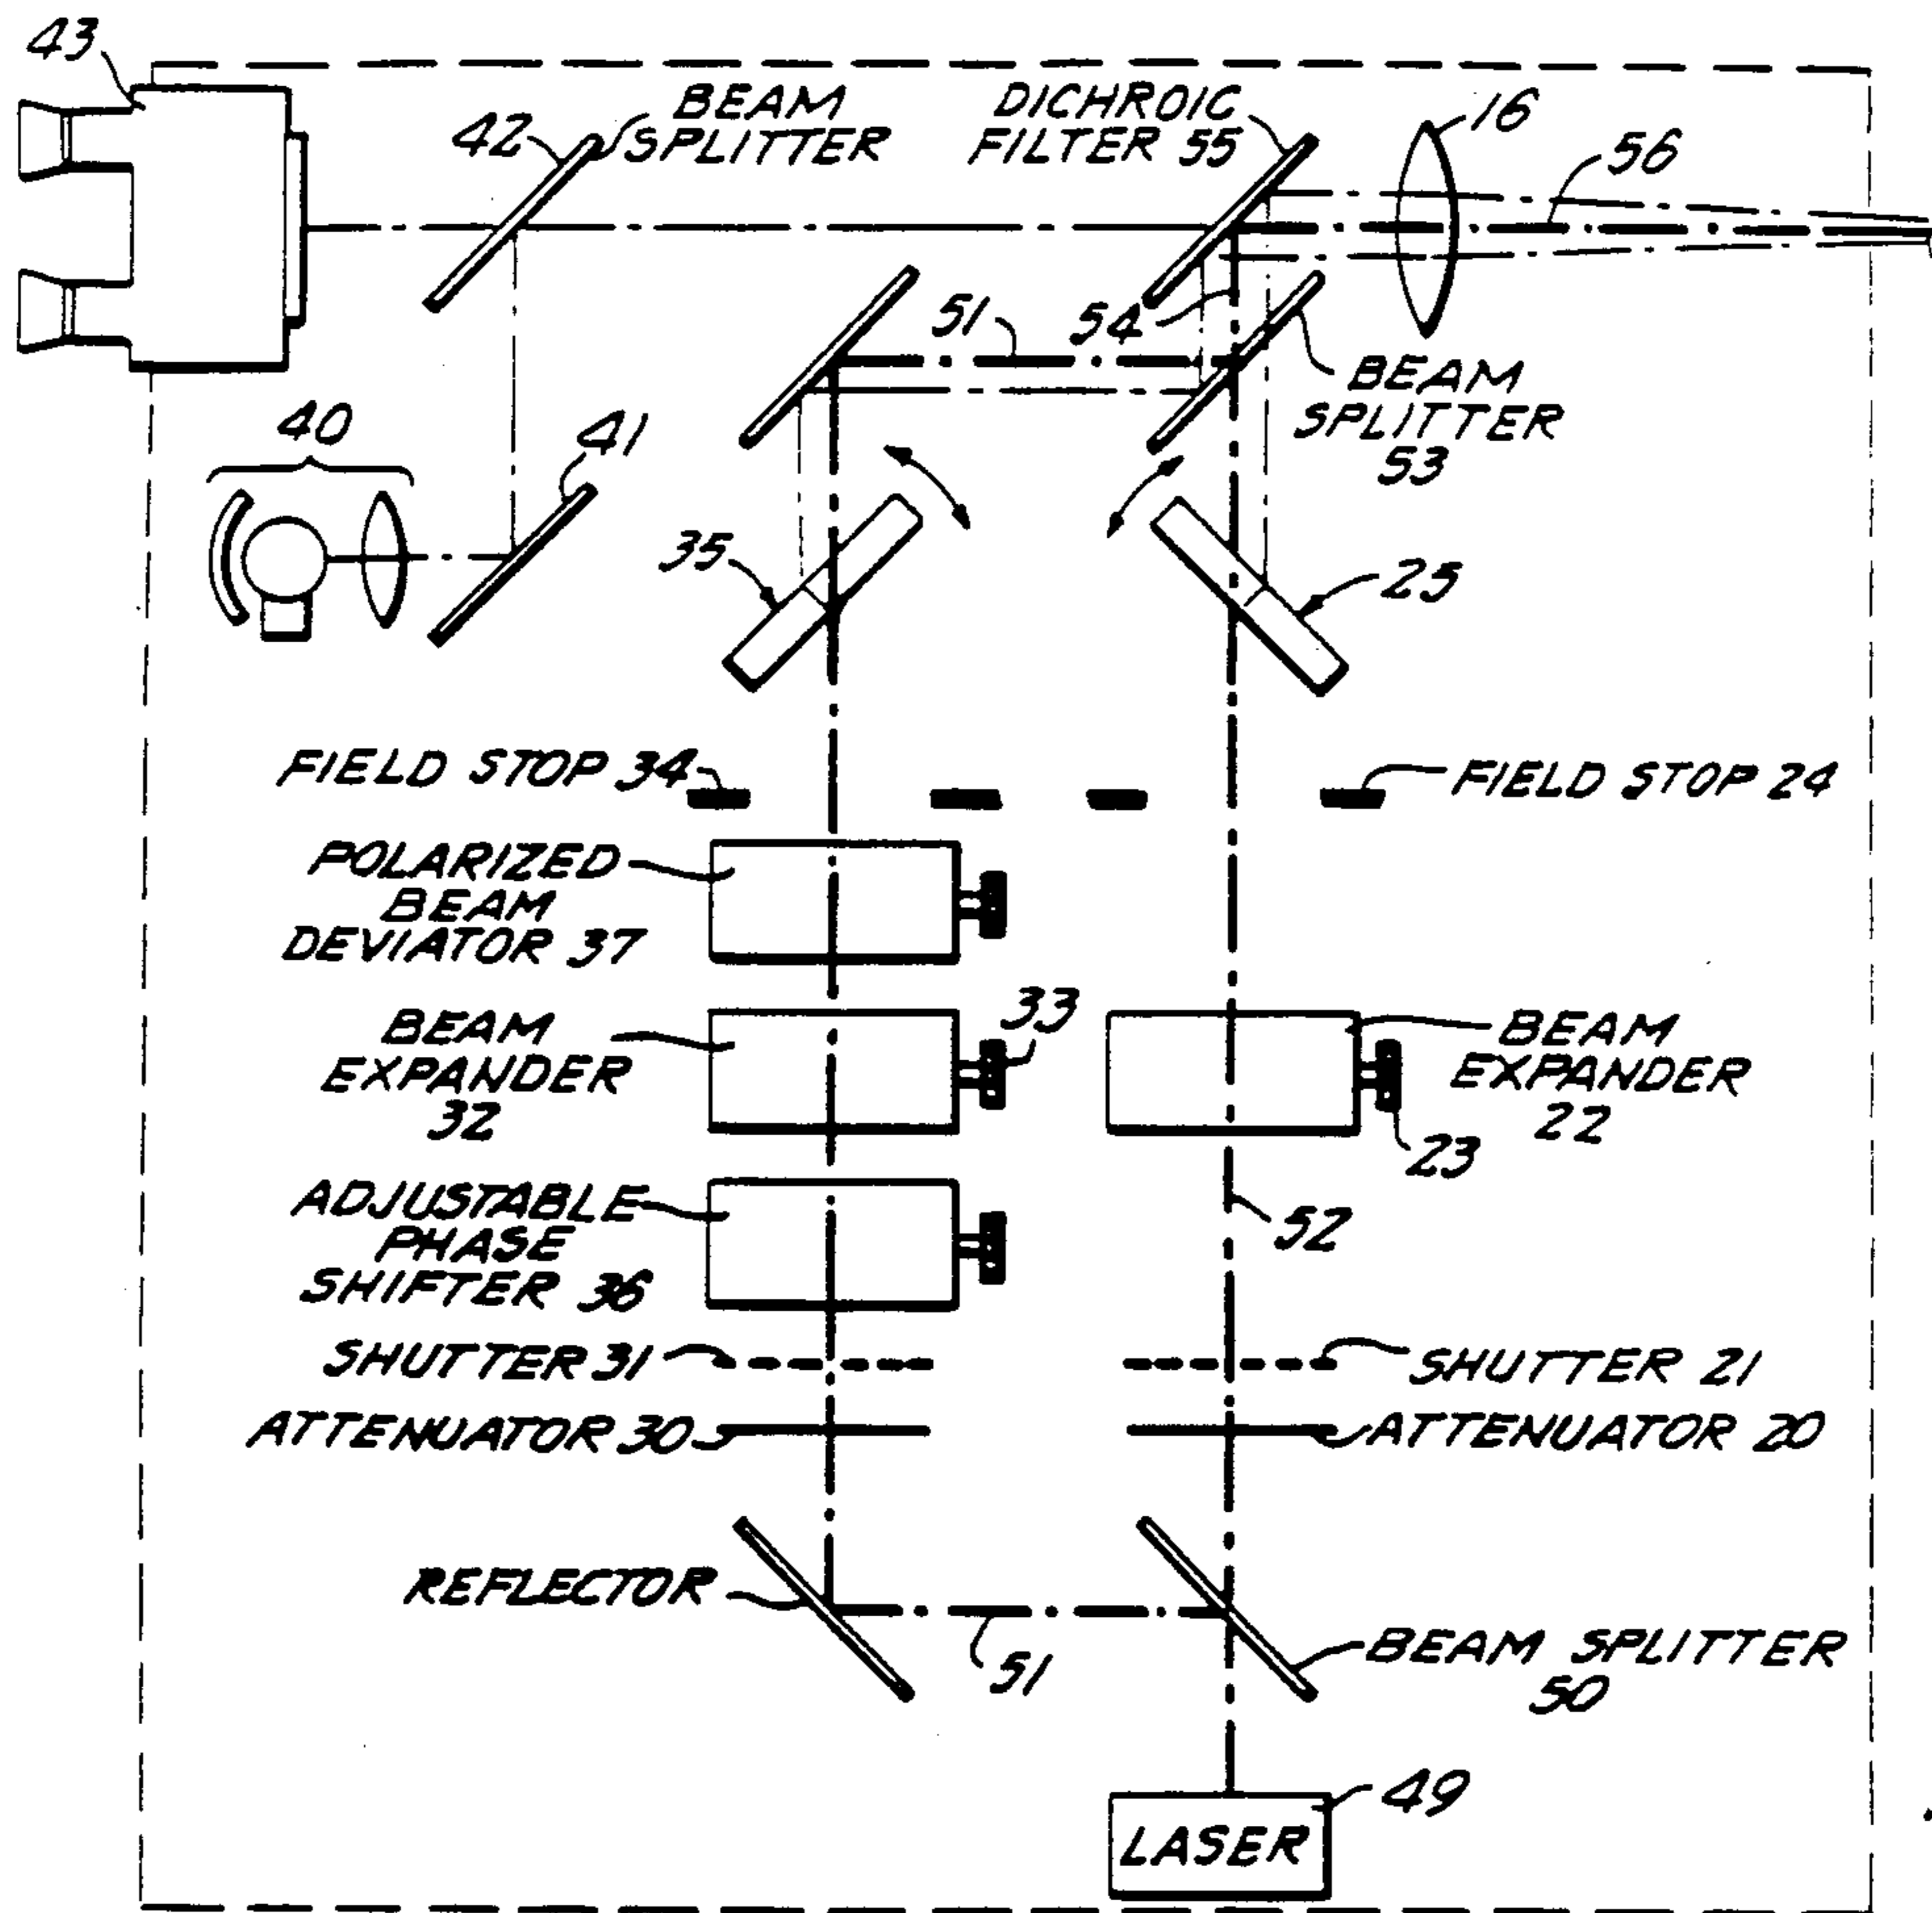 43
42
BEAM
SPLITTER
DICHROIC
FILTER 55
16
56
51
54
BEAM
SPLITTER
53
40
41
35
25
FIELD STOP 34
FIELD STOP 24
POLARIZED
BEAM
DEVIATOR 37
BEAM
EXPANDER
32
33
BEAM
EXPANDER
22
23
ADJUSTABLE
PHASE
SHIFTER 36
52
SHUTTER 31
SHUTTER 21
ATTENUATOR 30
ATTENUATOR 20
REFLECTOR
51
BEAM SPLITTER
50
49
LASER